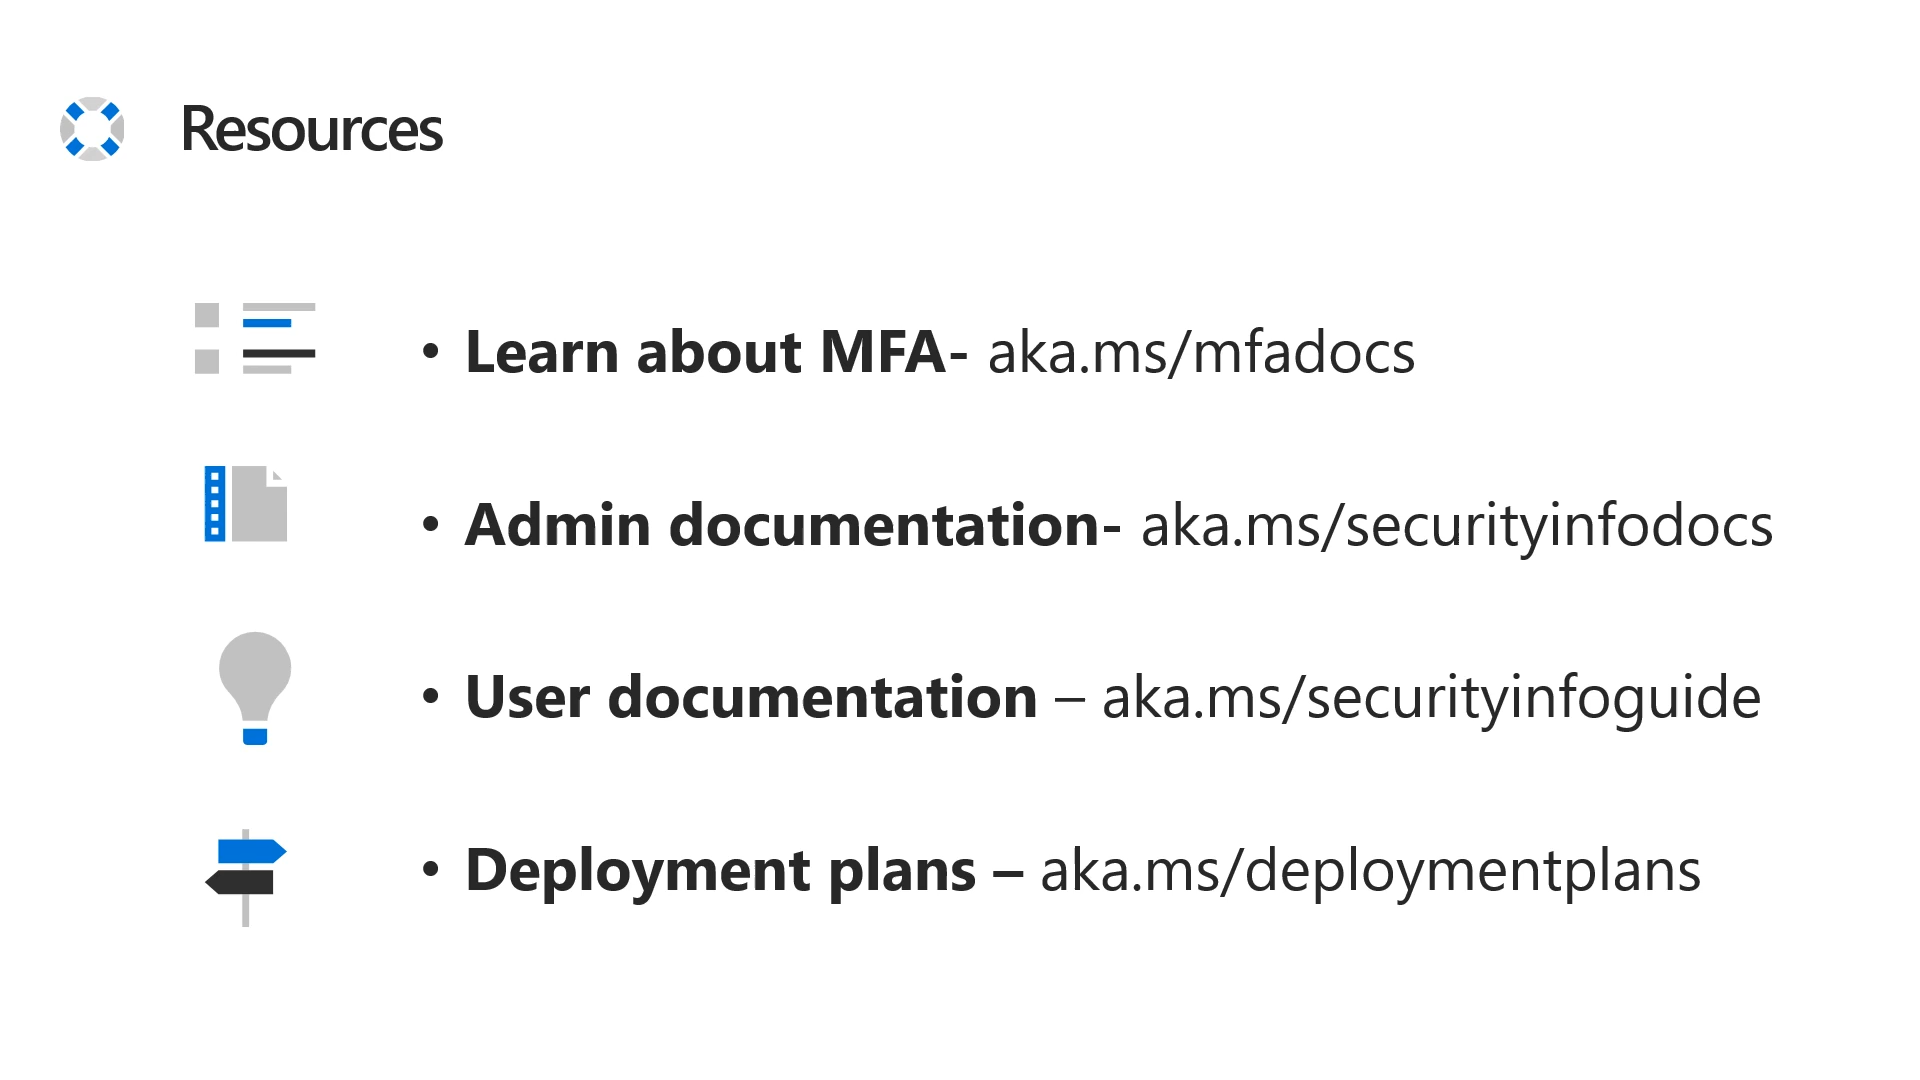 Resources
• Learn about MFA- aka.ms/mfadocs
• Admin documentation- aka.ms/securityinfodocs
• User documentation – aka.ms/securityinfoguide
• Deployment plans – aka.ms/deploymentplans